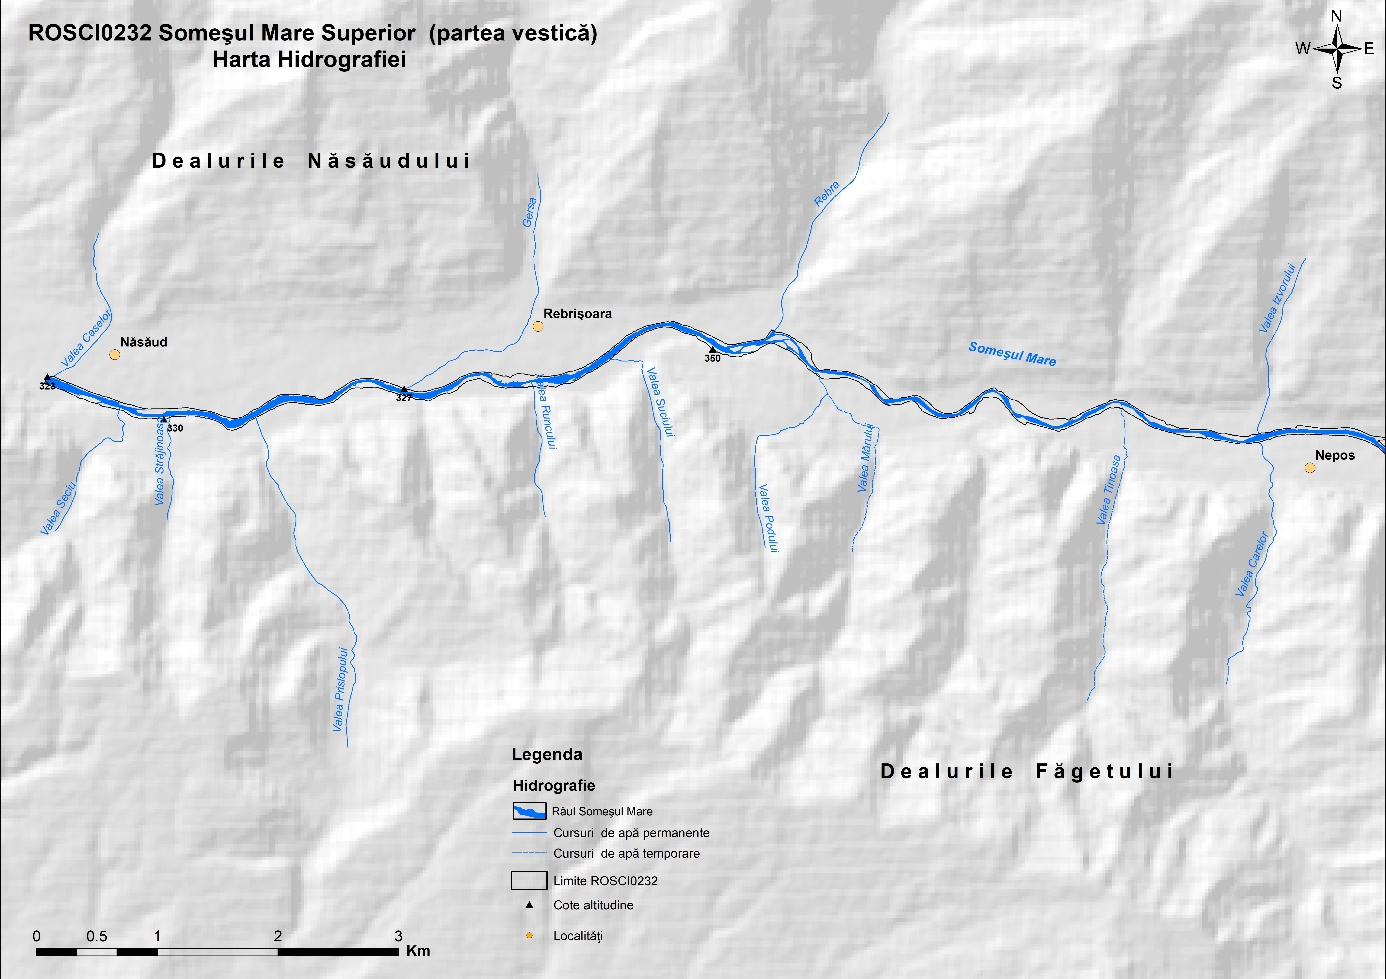 ROSCI0232 Someşul Mare Superior (partea vestică)
Harta Hidrografiei
N
W E
S
Dealurile Năsăudului
Rebra
Gersa
Valea Izvorului
Rebrişoara
Valea Caselor
Năsăud
Someşul Mare
350
328
327
330
Nepos
Valea Seciu
Valea Străjinoasa
Valea Runcului
Valea Suciului
Valea Podului
Valea Mărului
Valea Tinoasa
Valea Carelor
Valea Prislopului
Dealurile Făgetului
Legenda
Hidrografie
Râul Someşul Mare
Cursuri de apă permanente
Cursuri de apă temporare
Limite ROSCI0232
Cote altitudine
Localităţi
0 0.5 1 2 3
Km